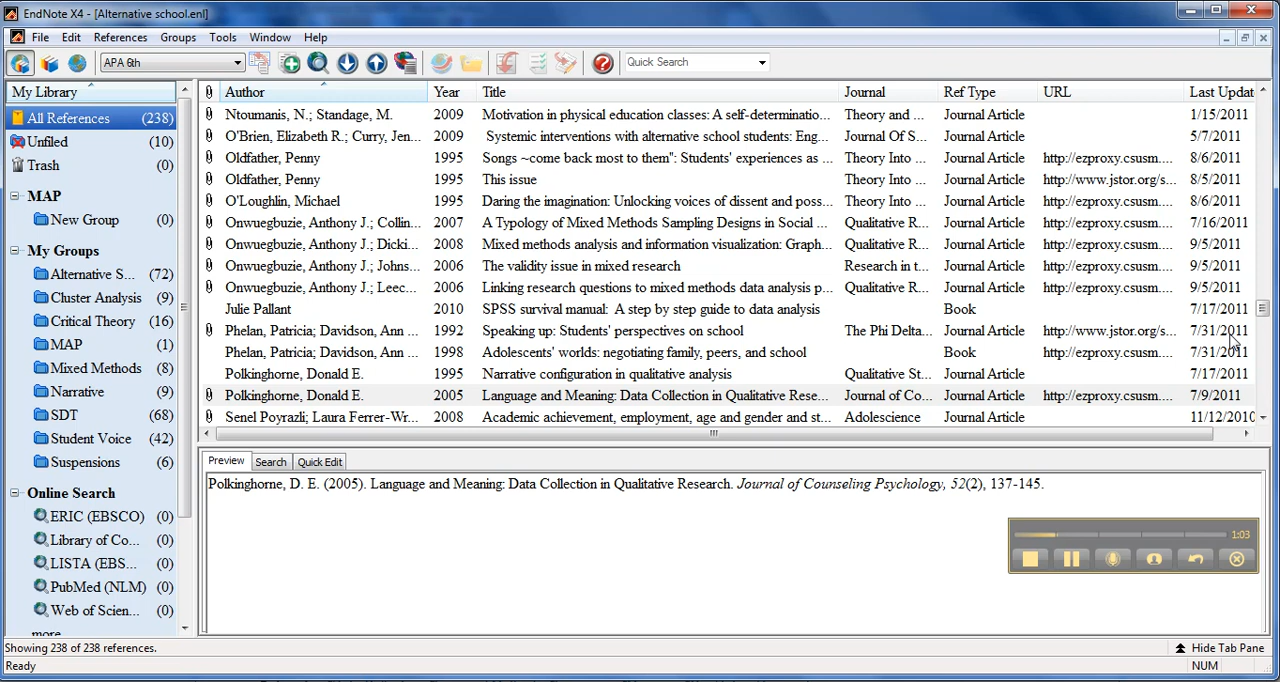 EndNote X4 - [Alternative school.enl]
File Edit References Groups Tools Window Help
APA 6th Quick Search
My Library Author Year Title Journal Ref Type URL Last Updat
All References (238)
Unfiled (10)
Trash (0)
MAP
New Group (0)
My Groups
Alternative S... (72)
Cluster Analysis (9)
Critical Theory (16)
MAP (1)
Mixed Methods (8)
Narrative (9)
SDT (68)
Student Voice (42)
Suspensions (6)
Online Search
ERIC (EBSCO) (0)
Library of Co... (0)
LISTA (EBS... (0)
PubMed (NLM) (0)
Web of Scien... (0)
more
Ntoumanis, N.; Standage, M. 2009 Motivation in physical education classes: A self-determinatio... Theory and ... Journal Article 1/15/2011
O'Brien, Elizabeth R.; Curry, Jen... 2009 Systemic interventions with alternative school students: Eng... Journal Of S... Journal Article 5/7/2011
Oldfather, Penny 1995 Songs ~come back most to them": Students' experiences as ... Theory Into ... Journal Article http://ezproxy.csusm.... 8/6/2011
Oldfather, Penny 1995 This issue Theory Into ... Journal Article http://www.jstor.org/s... 8/5/2011
O'Loughlin, Michael 1995 Daring the imagination: Unlocking voices of dissent and poss... Theory Into ... Journal Article http://ezproxy.csusm.... 8/6/2011
Onwuegbuzie, Anthony J.; Collin... 2007 A Typology of Mixed Methods Sampling Designs in Social ... Qualitative R... Journal Article http://ezproxy.csusm.... 7/16/2011
Onwuegbuzie, Anthony J.; Dicki... 2008 Mixed methods analysis and information visualization: Graph... Qualitative R... Journal Article http://ezproxy.csusm.... 9/5/2011
Onwuegbuzie, Anthony J.; Johns... 2006 The validity issue in mixed research Research in t... Journal Article http://ezproxy.csusm.... 9/5/2011
Onwuegbuzie, Anthony J.; Leec... 2006 Linking research questions to mixed methods data analysis p... Qualitative R... Journal Article http://ezproxy.csusm.... 9/5/2011
Julie Pallant 2010 SPSS survival manual: A step by step guide to data analysis Book 7/17/2011
Phelan, Patricia; Davidson, Ann ... 1992 Speaking up: Students' perspectives on school The Phi Delta... Journal Article http://www.jstor.org/s... 7/31/2011
Phelan, Patricia; Davidson, Ann ... 1998 Adolescents' worlds: negotiating family, peers, and school Book http://ezproxy.csusm.... 7/31/2011
Polkinghorne, Donald E. 1995 Narrative configuration in qualitative analysis Qualitative St... Journal Article 7/17/2011
Polkinghorne, Donald E. 2005 Language and Meaning: Data Collection in Qualitative Rese... Journal of Co... Journal Article http://ezproxy.csusm.... 7/9/2011
Senel Poyrazli; Laura Ferrer-Wr... 2008 Academic achievement, employment, age and gender and st... Adolescence Journal Article 11/12/2010
Preview Search Quick Edit
Polkinghorne, D. E. (2005). Language and Meaning: Data Collection in Qualitative Research. Journal of Counseling Psychology, 52(2), 137-145.
1:03
Showing 238 of 238 references. Hide Tab Pane
Ready NUM